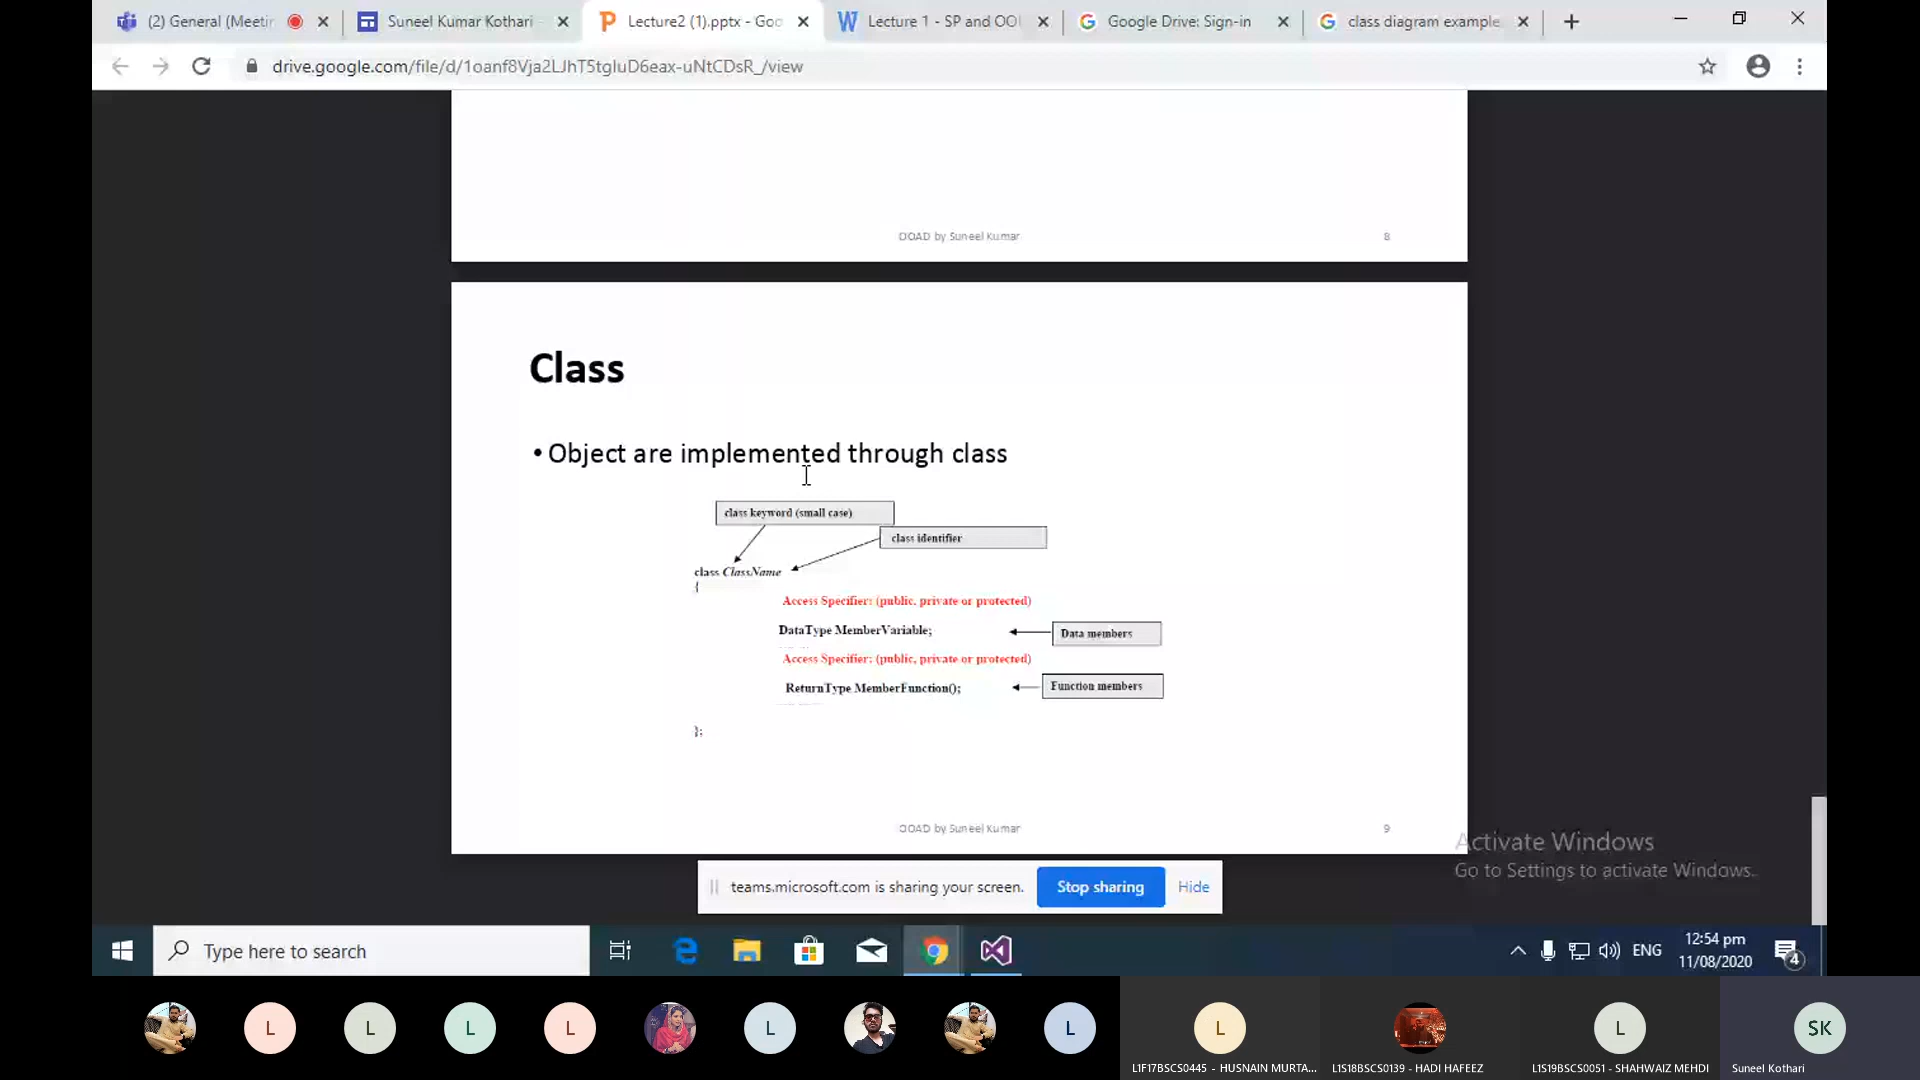 (2) General (Meetin
Suneel Kumar Kothari -
Lecture2 (1).pptx - Goo
Lecture 1 - SP and OOP
Google Drive: Sign-in
class diagram example
drive.google.com/file/d/1oanf8Vja2LJhT5tgIuD6eax-uNtCDsR_/view
OOAD by Suneel Kumar
8
Class
• Object are implemented through class
class keyword (small case)
class identifier
class ClassName
{
Access Specifier: (public, private or protected)
DataType MemberVariable;
Data members
Access Specifier: (public, private or protected)
ReturnType MemberFunction();
Function members
};
OOAD by Suneel Kumar
9
Activate Windows
Go to Settings to activate Windows.
teams.microsoft.com is sharing your screen.
Stop sharing
Hide
Type here to search
ENG
12:54 pm
11/08/2020
4
L
L
L
L
L
L
L
L
SK
L1F17BSCS0445 - HUSNAIN MURTA...
L1S18BSCS0139 - HADI HAFEEZ
L1S19BSCS0051 - SHAHWAIZ MEHDI
Suneel Kothari